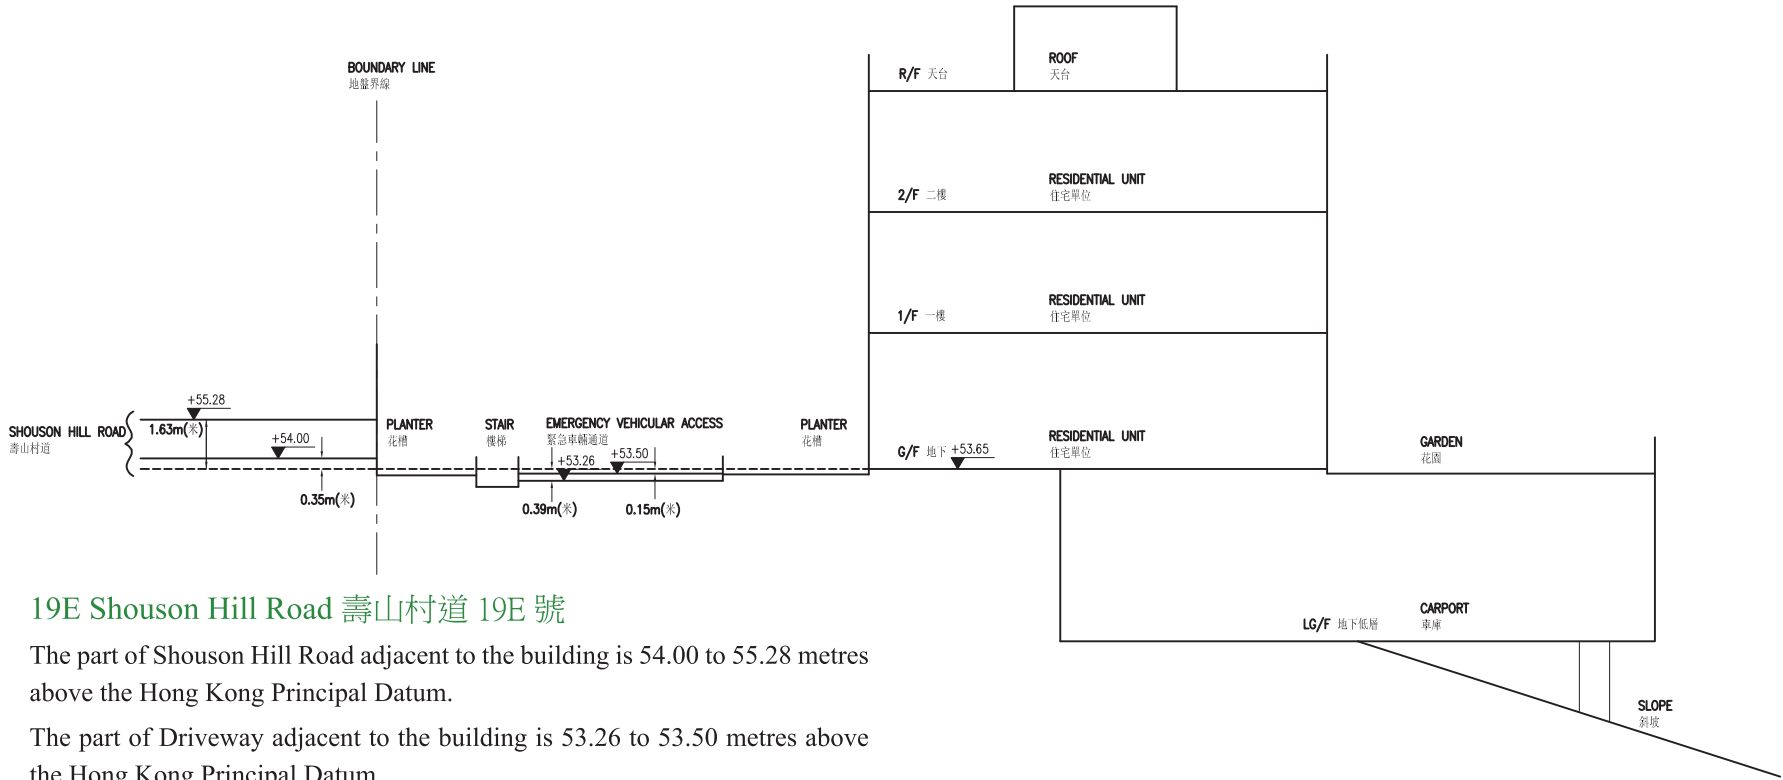 ROOF
天台
R/F 天台
BOUNDARY LINE
地盤界線
RESIDENTIAL UNIT
住宅單位
2/F 二樓
RESIDENTIAL UNIT
住宅單位
1/F 一樓
+55.28
1.63m(米)
SHOUSON HILL ROAD
壽山村道
+54.00
0.35m(米)
PLANTER
花槽
STAIR
樓梯
EMERGENCY VEHICULAR ACCESS
緊急車輛通道
+53.26
+53.50
0.39m(米)
0.15m(米)
PLANTER
花槽
G/F 地下 +53.65
RESIDENTIAL UNIT
住宅單位
GARDEN
花園
LG/F 地下低層
CARPORT
車庫
SLOPE
斜坡
19E Shouson Hill Road 壽山村道 19E 號
The part of Shouson Hill Road adjacent to the building is 54.00 to 55.28 metres
above the Hong Kong Principal Datum.
The part of Driveway adjacent to the building is 53.26 to 53.50 metres above
the Hong Kong Principal Datum